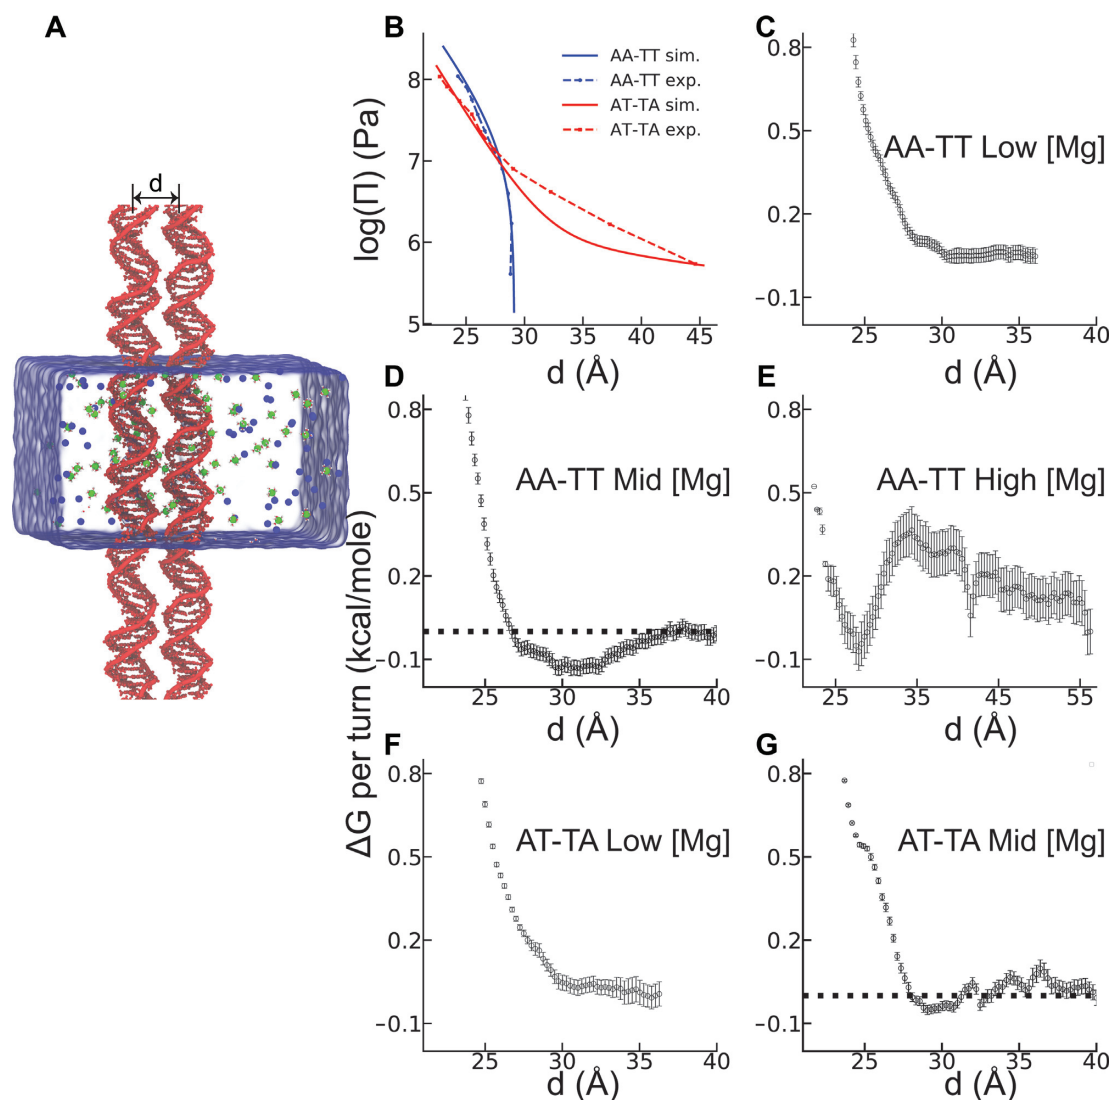 A
d
B
log(Π) (Pa)
8
7
6
5
AA-TT sim.
AA-TT exp.
AT-TA sim.
AT-TA exp.
25 30 35 40 45
d (Å)
C
0.8
0.5
0.2
−0.1
AA-TT Low [Mg]
25 30 35 40
d (Å)
ΔG per turn (kcal/mole)
D
0.8
0.5
0.2
−0.1
AA-TT Mid [Mg]
25 30 35 40
d (Å)
E
0.8
0.5
0.2
−0.1
AA-TT High [Mg]
25 35 45 55
d (Å)
F
0.8
0.5
0.2
−0.1
AT-TA Low [Mg]
25 30 35 40
d (Å)
G
0.8
0.5
0.2
−0.1
AT-TA Mid [Mg]
25 30 35 40
d (Å)